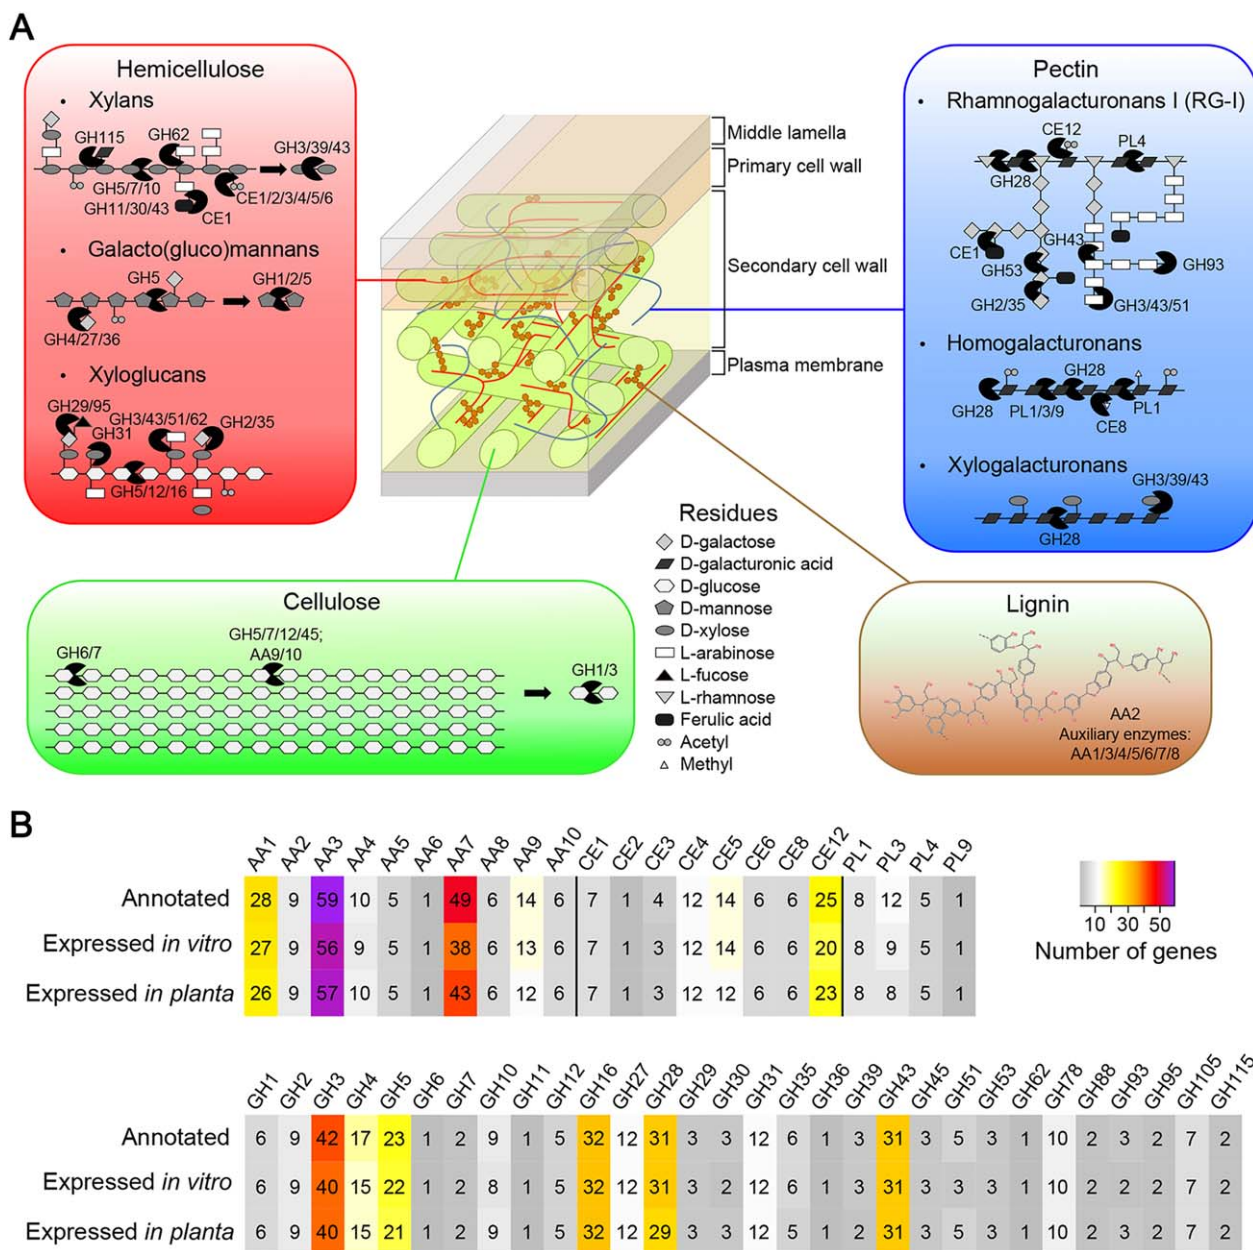 A
Hemicellulose
• Xylans
GH115
GH62
GH3/39/43
GH5/7/10
GH11/30/43
CE1/2/3/4/5/6
CE1
• Galacto(gluco)mannans
GH5
GH1/2/5
GH4/27/36
• Xyloglucans
GH29/95
GH31
GH3/43/51/62
GH2/35
GH5/12/16
Middle lamella
Primary cell wall
Secondary cell wall
Plasma membrane
Pectin
• Rhamnogalacturonans I (RG-I)
CE12
PL4
GH28
CE1
GH53
GH43
GH93
GH2/35
GH3/43/51
• Homogalacturonans
GH28
GH28
PL1/3/9
PL1
CE8
• Xylogalacturonans
GH3/39/43
GH28
Cellulose
GH6/7
GH5/7/12/45;
AA9/10
GH1/3
Residues
D-galactose
D-galacturonic acid
D-glucose
D-mannose
D-xylose
L-arabinose
L-fucose
L-rhamnose
Ferulic acid
Acetyl
Methyl
Lignin
AA2
Auxiliary enzymes:
AA1/3/4/5/6/7/8
B
AA1 AA2 AA3 AA4 AA5 AA6 AA7 AA8 AA9 AA10 CE1 CE2 CE3 CE4 CE5 CE6 CE8 CE12 PL1 PL3 PL4 PL9
Annotated 28 9 59 10 5 1 49 6 14 6 7 1 4 12 14 6 6 25 8 12 5 1
Expressed in vitro 27 9 56 9 5 1 38 6 13 6 7 1 3 12 14 6 6 20 8 9 5 1
Expressed in planta 26 9 57 10 5 1 43 6 12 6 7 1 3 12 12 6 6 23 8 8 5 1
10 30 50
Number of genes
GH1 GH2 GH3 GH4 GH5 GH6 GH7 GH10 GH11 GH12 GH16 GH27 GH28 GH29 GH30 GH31 GH35 GH36 GH39 GH43 GH45 GH51 GH53 GH62 GH78 GH88 GH93 GH95 GH105 GH115
Annotated 6 9 42 17 23 1 2 9 1 5 32 12 31 3 3 12 6 1 3 31 3 5 3 1 10 2 3 2 7 2
Expressed in vitro 6 9 40 15 22 1 2 8 1 5 32 12 31 3 2 12 6 1 3 31 3 3 3 1 10 2 2 2 7 2
Expressed in planta 6 9 40 15 21 1 2 9 1 5 32 12 29 3 3 12 5 1 2 31 3 5 3 1 10 2 3 2 7 2